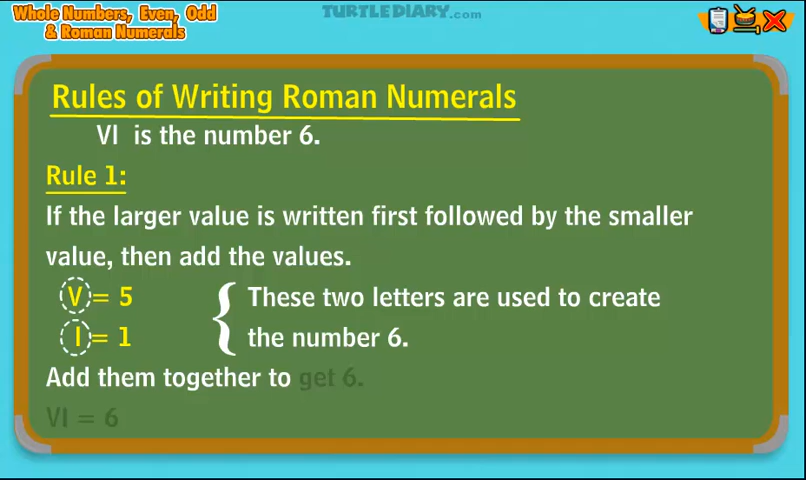 Whole Numbers, Even, Odd
& Roman Numerals
TURTLEDIARY.com
Rules of Writing Roman Numerals
VI is the number 6.
Rule 1:
If the larger value is written first followed by the smaller
value, then add the values.
V = 5
I = 1
{ These two letters are used to create
the number 6.
Add them together to get 6.
VI = 6